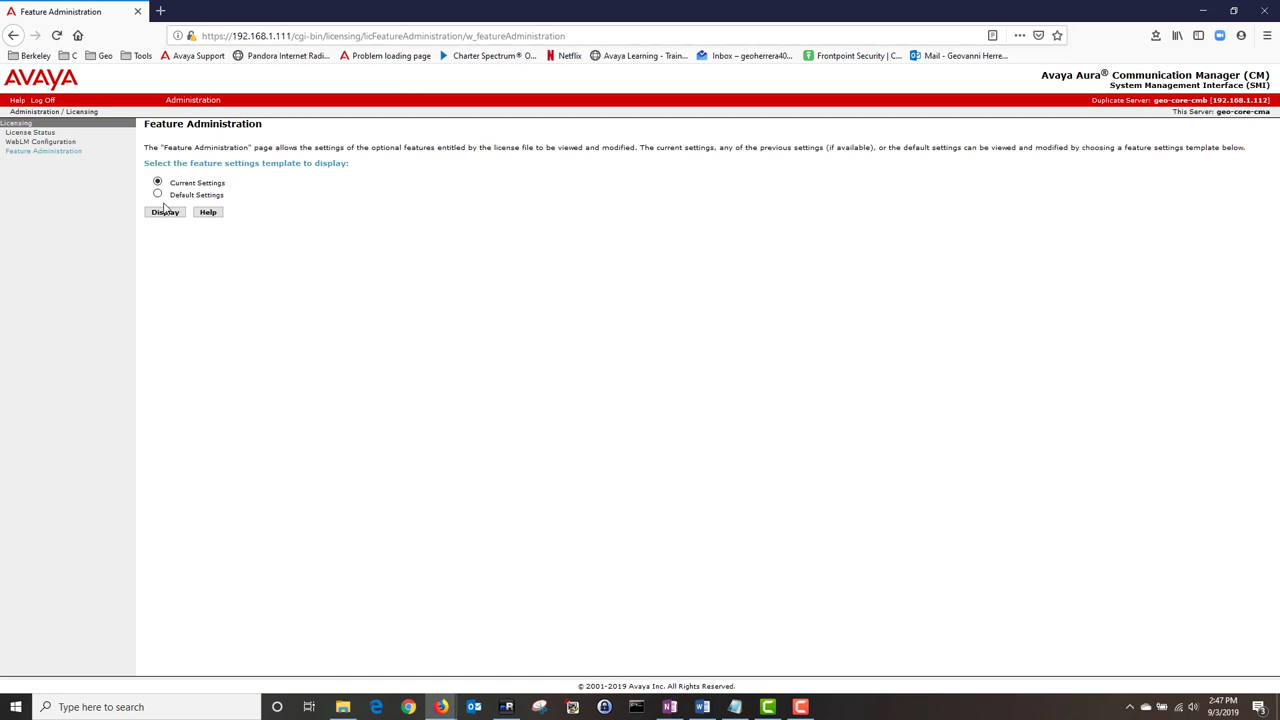 Feature Administration
https://192.168.1.111/cgi-bin/licensing/licFeatureAdministration/w_featureAdministration
Berkeley C Geo Tools Avaya Support Pandora Internet Radi... Problem loading page Charter Spectrum® O... Netflix Avaya Learning - Train... Inbox – geoherrera40... Frontpoint Security | C... Mail - Geovanni Herre...
AVAYA
Avaya Aura® Communication Manager (CM)
System Management Interface (SMI)
Help Log Off Administration Duplicate Server: geo-core-cmb [192.168.1.112]
Administration / Licensing This Server: geo-core-cma
Licensing
License Status
WebLM Configuration
Feature Administration
Feature Administration
The "Feature Administration" page allows the settings of the optional features entitled by the license file to be viewed and modified. The current settings, any of the previous settings (if available), or the default settings can be viewed and modified by choosing a feature settings template below.
Select the feature settings template to display:
Current Settings
Default Settings
Display Help
© 2001-2019 Avaya Inc. All Rights Reserved.
Type here to search
2:47 PM
9/3/2019